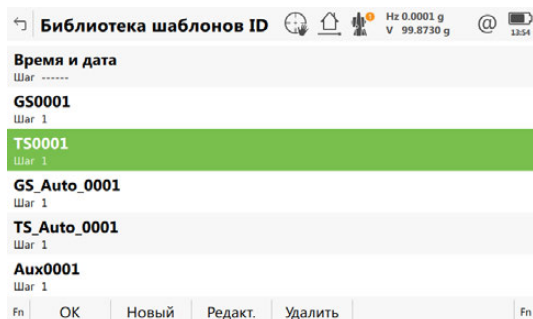 Библиотека шаблонов ID
Hz 0.0001 g
V 99.8730 g
@
13:54
Время и дата
Шаг ------
GS0001
Шаг 1
TS0001
Шаг 1
GS_Auto_0001
Шаг 1
TS_Auto_0001
Шаг 1
Aux0001
Шаг 1
Fn OK Новый Редакт. Удалить Fn